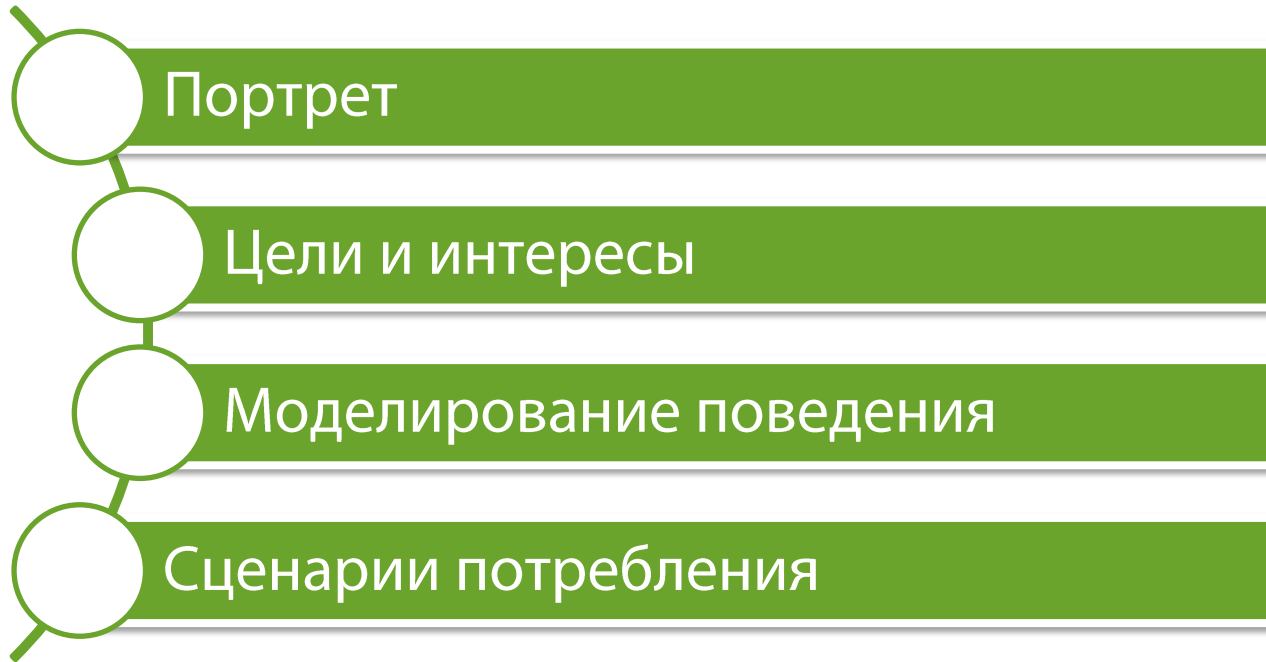 Портрет
Цели и интересы
Моделирование поведения
Сценарии потребления